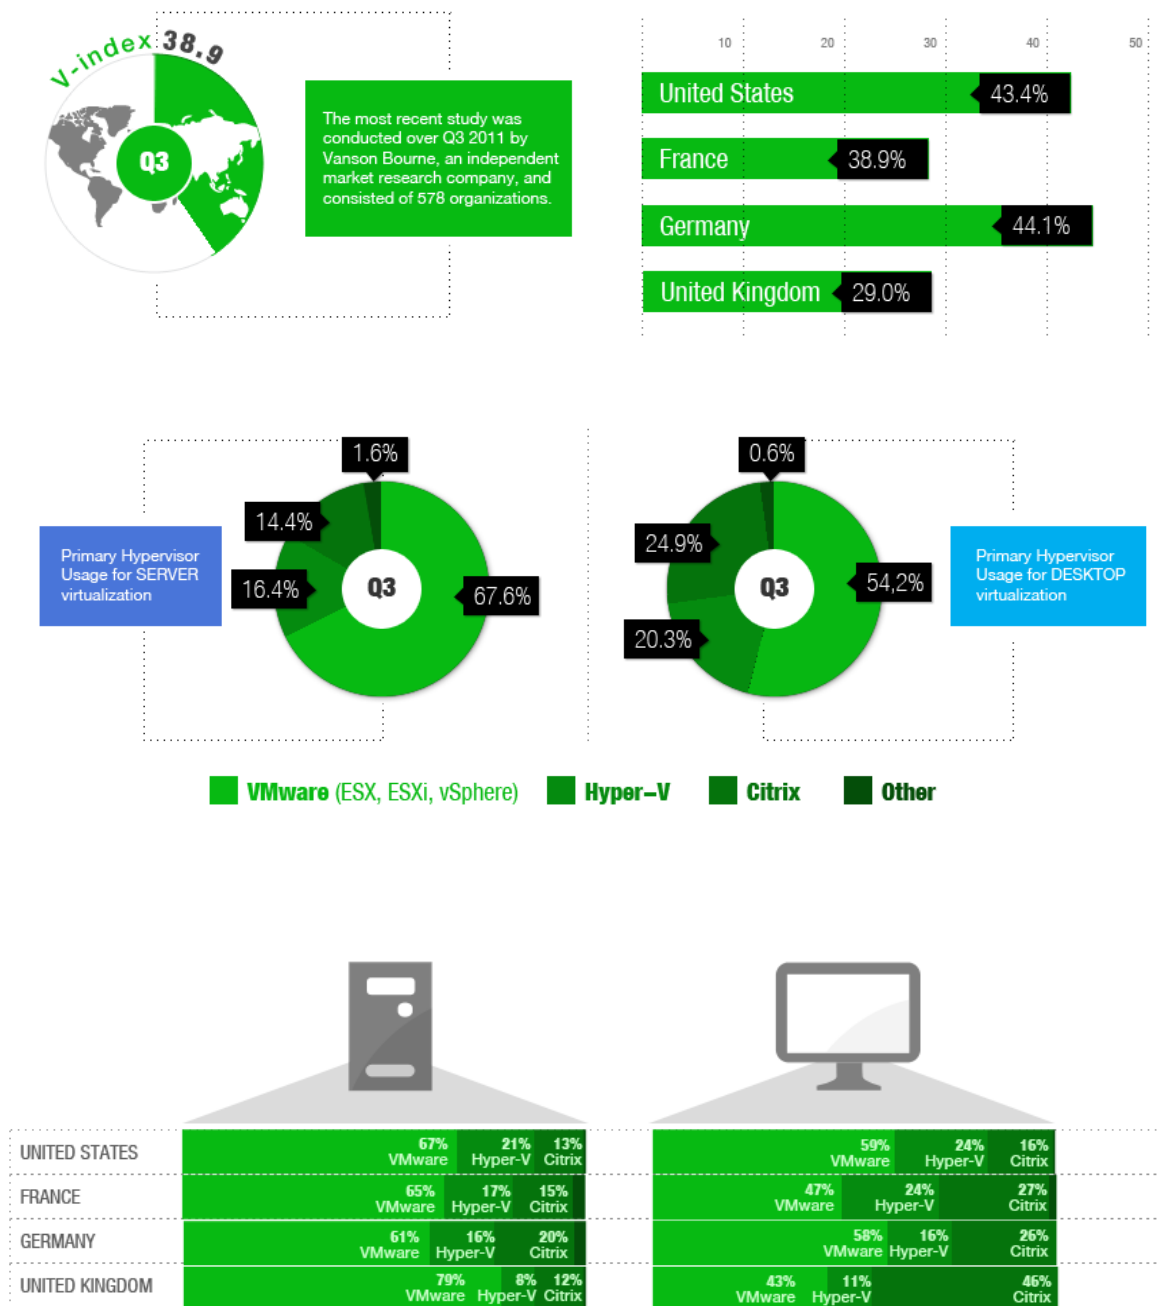 V-index 38.9
Q3
The most recent study was
conducted over Q3 2011 by
Vanson Bourne, an independent
market research company, and
consisted of 578 organizations.
10 20 30 40 50
United States 43.4%
France 38.9%
Germany 44.1%
United Kingdom 29.0%
Primary Hypervisor
Usage for SERVER
virtualization
1.6%
14.4%
16.4%
Q3
67.6%
0.6%
24.9%
20.3%
Q3
54,2%
Primary Hypervisor
Usage for DESKTOP
virtualization
VMware (ESX, ESXi, vSphere) Hyper-V Citrix Other
UNITED STATES
67% 21% 13%
VMware Hyper-V Citrix
59% 24% 16%
VMware Hyper-V Citrix
FRANCE
65% 17% 15%
VMware Hyper-V Citrix
47% 24% 27%
VMware Hyper-V Citrix
GERMANY
61% 16% 20%
VMware Hyper-V Citrix
58% 16% 26%
VMware Hyper-V Citrix
UNITED KINGDOM
79% 8% 12%
VMware Hyper-V Citrix
43% 11% 46%
VMware Hyper-V Citrix